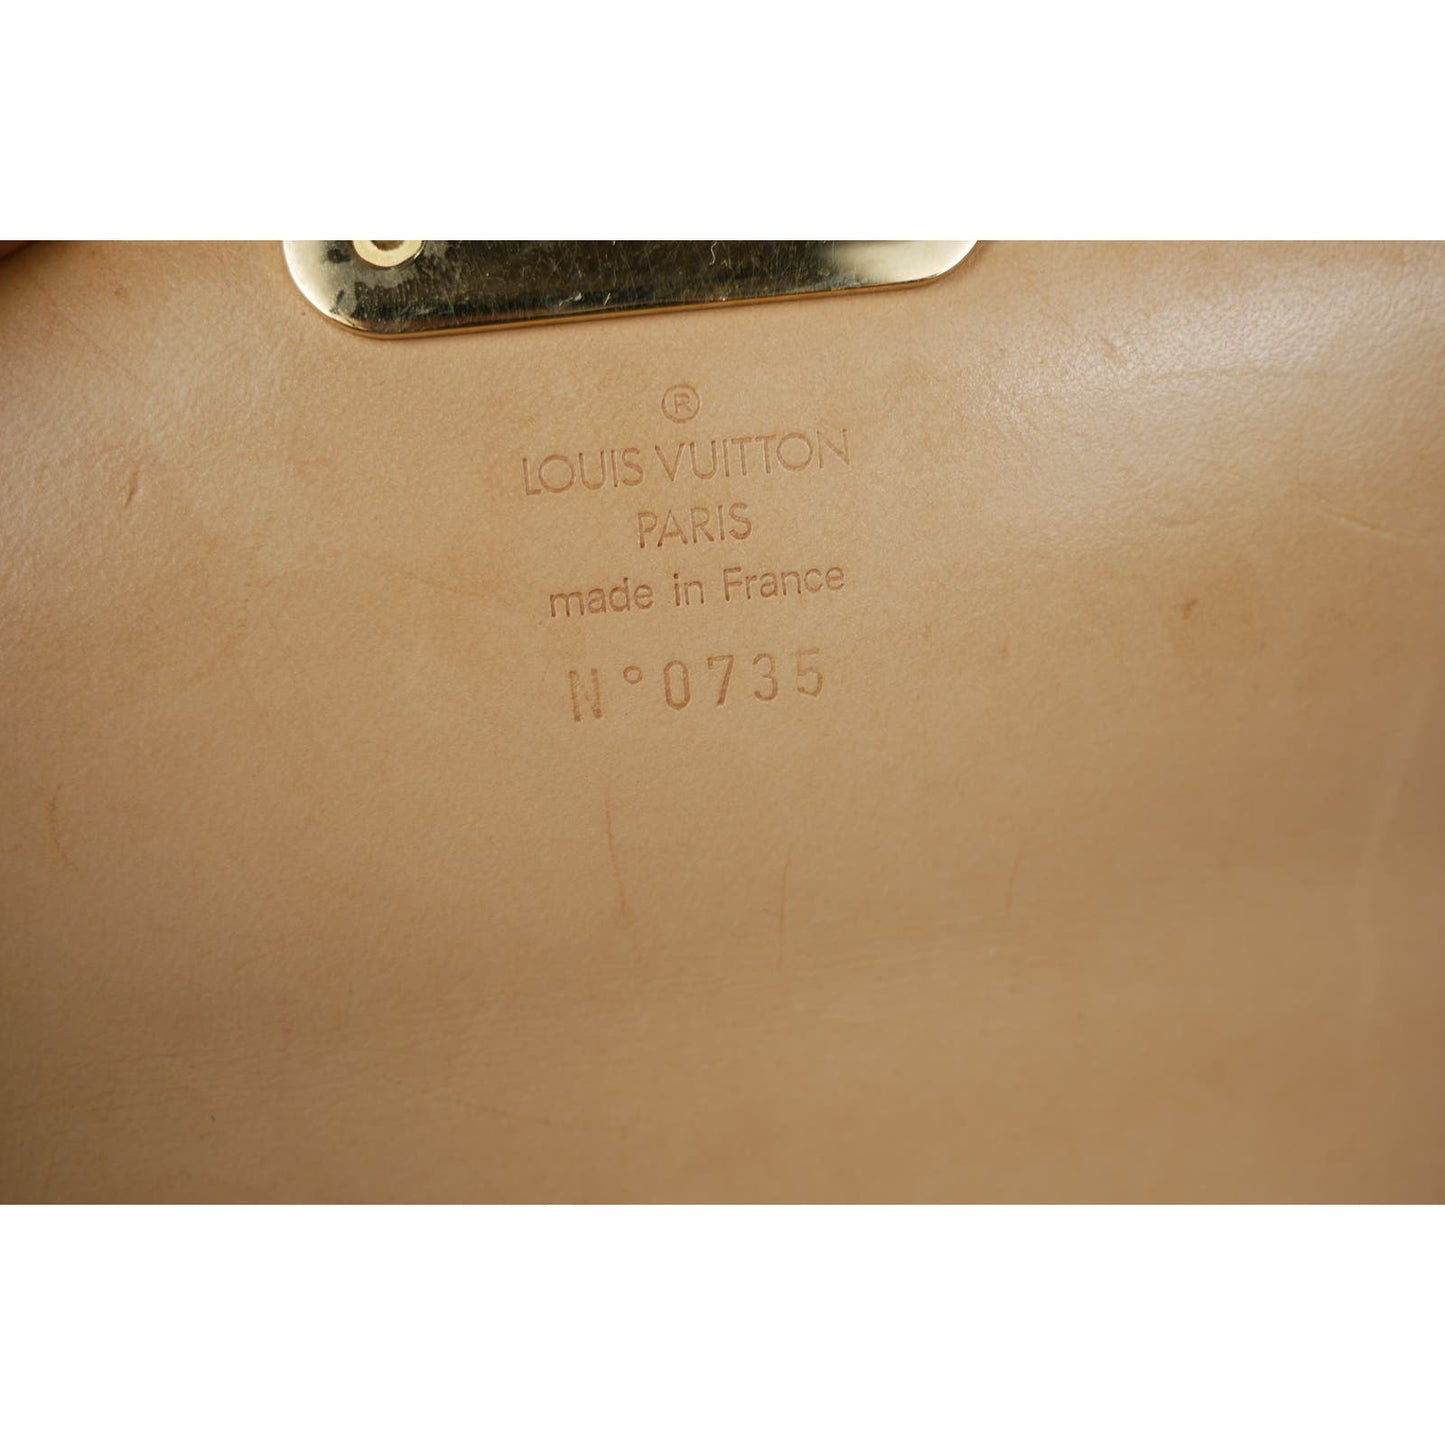 ®
LOUIS VUITTON
PARIS
made in France
N°0735